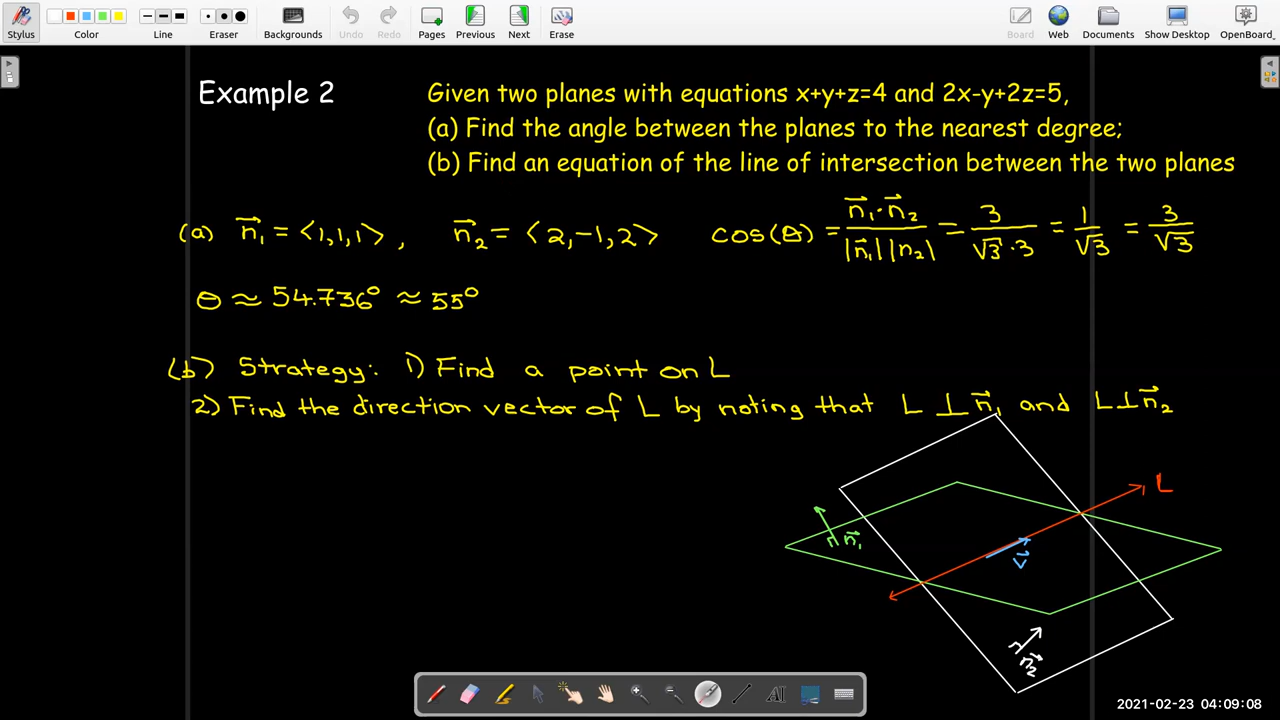 Stylus Color Line Eraser Backgrounds Undo Redo Pages Previous Next Erase Board Web Documents Show Desktop OpenBoard
Example 2 Given two planes with equations x+y+z=4 and 2x-y+2z=5,
(a) Find the angle between the planes to the nearest degree;
(b) Find an equation of the line of intersection between the two planes
(a) n⃗₁ = <1,1,1>, n⃗₂ = <2,-1,2> cos(θ) = (n⃗₁·n⃗₂)/(|n⃗₁||n₂|) = 3/(√3·3) = 1/√3 = 3/√3
θ ≈ 54.736° ≈ 55°
(b) Strategy: 1) Find a point on L
2) Find the direction vector of L by noting that L ⊥ n⃗₁ and L ⊥ n⃗₂
L
n⃗₁
v⃗
n⃗₂
AI
2021-02-23 04:09:08